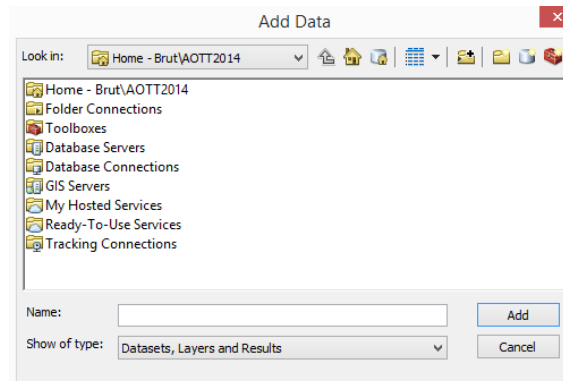 Add Data
Look in: Home - Brut\AOTT2014
Home - Brut\AOTT2014
Folder Connections
Toolboxes
Database Servers
Database Connections
GIS Servers
My Hosted Services
Ready-To-Use Services
Tracking Connections
Name: Add
Show of type: Datasets, Layers and Results Cancel